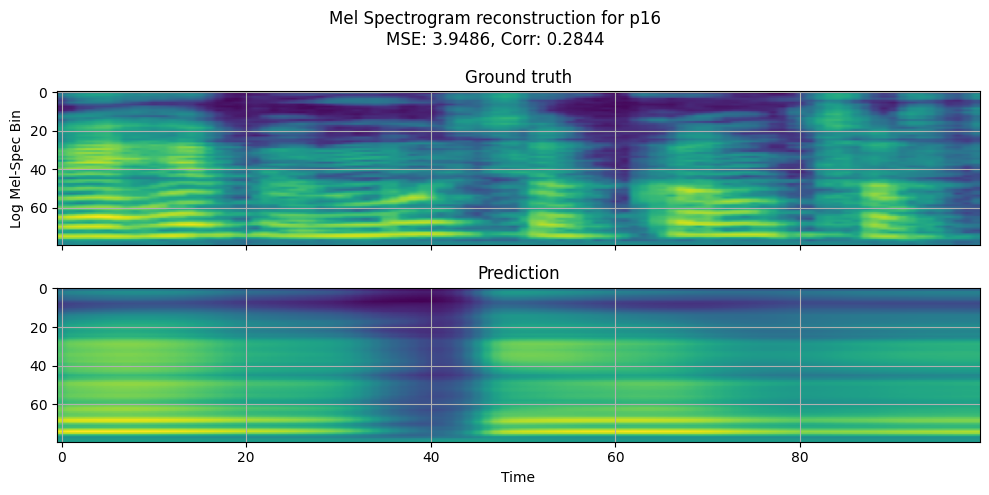 Mel Spectrogram reconstruction for p16
MSE: 3.9486, Corr: 0.2844
Ground truth
Log Mel-Spec Bin
0
20
40
60
Prediction
0
20
40
60
0 20 40 60 80
Time